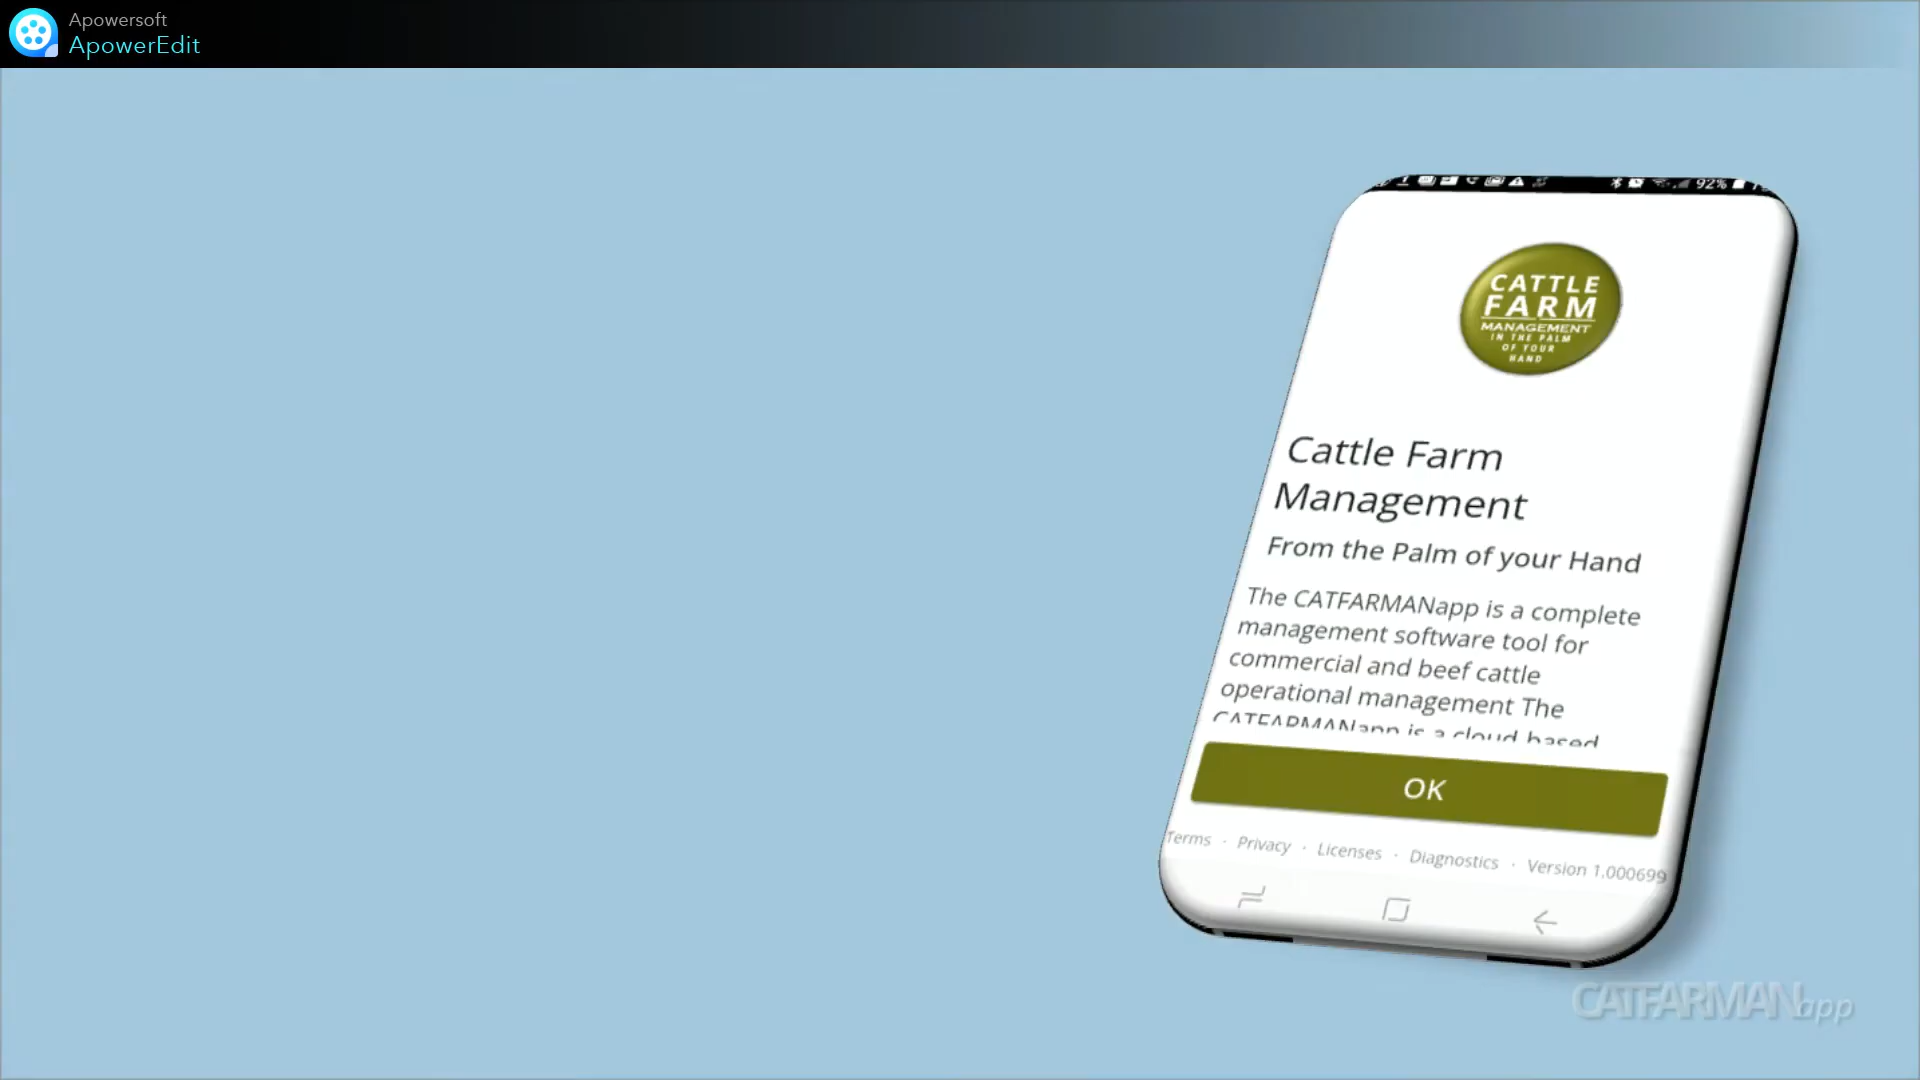 Apowersoft
ApowerEdit
92%
CATTLE
FARM
MANAGEMENT
IN THE PALM
OF YOUR
HAND
Cattle Farm
Management
From the Palm of your Hand
The CATFARMANapp is a complete
management software tool for
commercial and beef cattle
operational management The
CATFARMANapp is a cloud based
OK
Terms · Privacy · Licenses · Diagnostics · Version 1.000699
CATFARMANapp